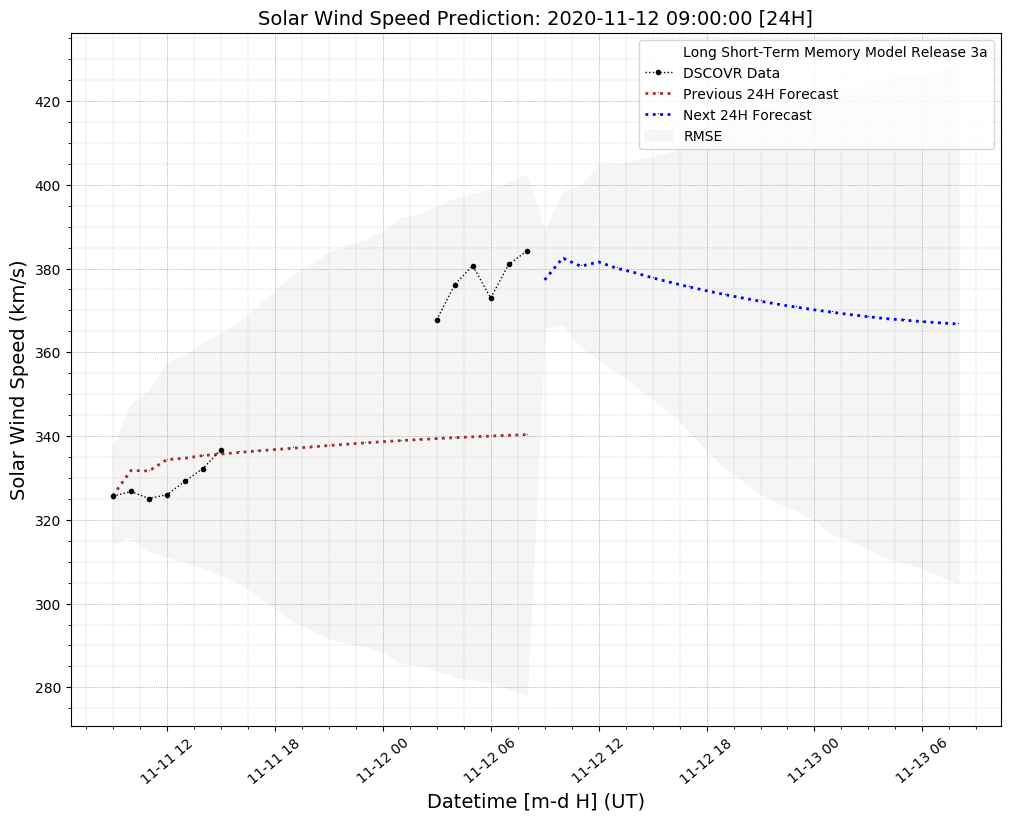 Solar Wind Speed Prediction: 2020-11-12 09:00:00 [24H]
Long Short-Term Memory Model Release 3a
DSCOVR Data
Previous 24H Forecast
Next 24H Forecast
RMSE
Solar Wind Speed (km/s)
420
400
380
360
340
320
300
280
11-11 12
11-11 18
11-12 00
11-12 06
11-12 12
11-12 18
11-13 00
11-13 06
Datetime [m-d H] (UT)